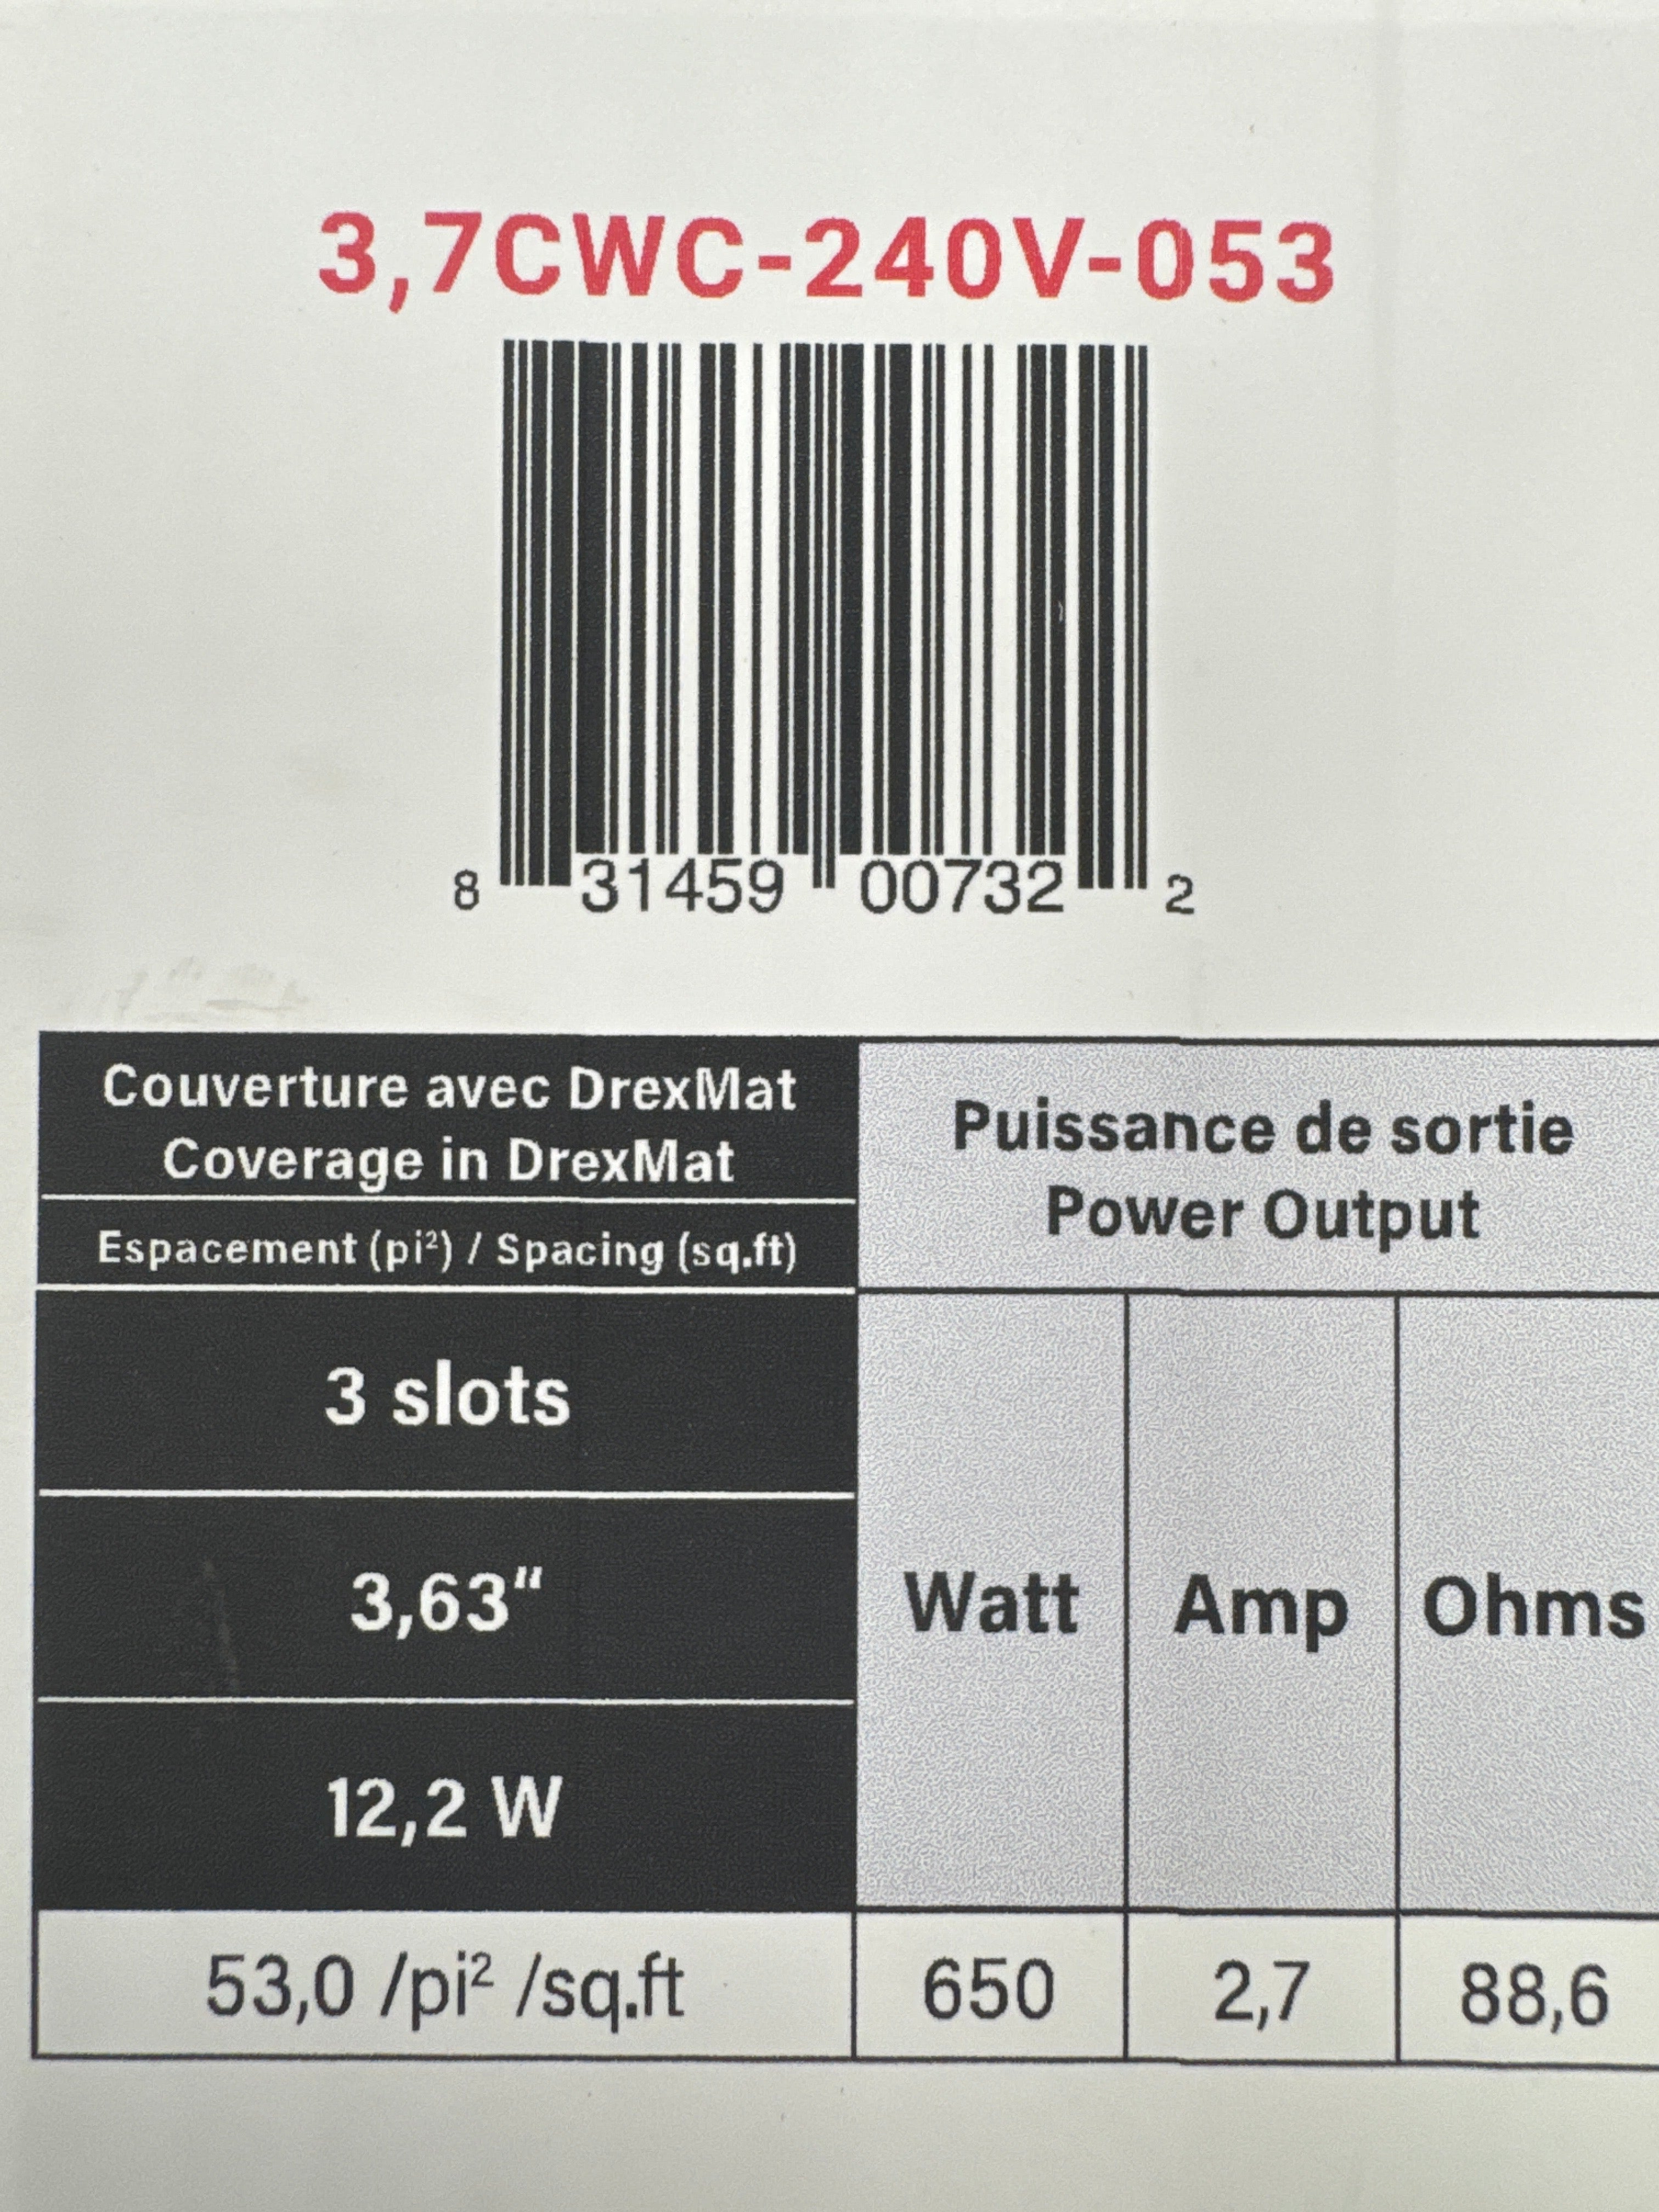 3,7CWC-240V-053
8 31459 00732 2
Couverture avec DrexMat
Coverage in DrexMat
Espacement (pi²) / Spacing (sq.ft)
Puissance de sortie
Power Output
3 slots
3,63"
12,2 W
Watt
Amp
Ohms
53,0 /pi² /sq.ft
650
2,7
88,6